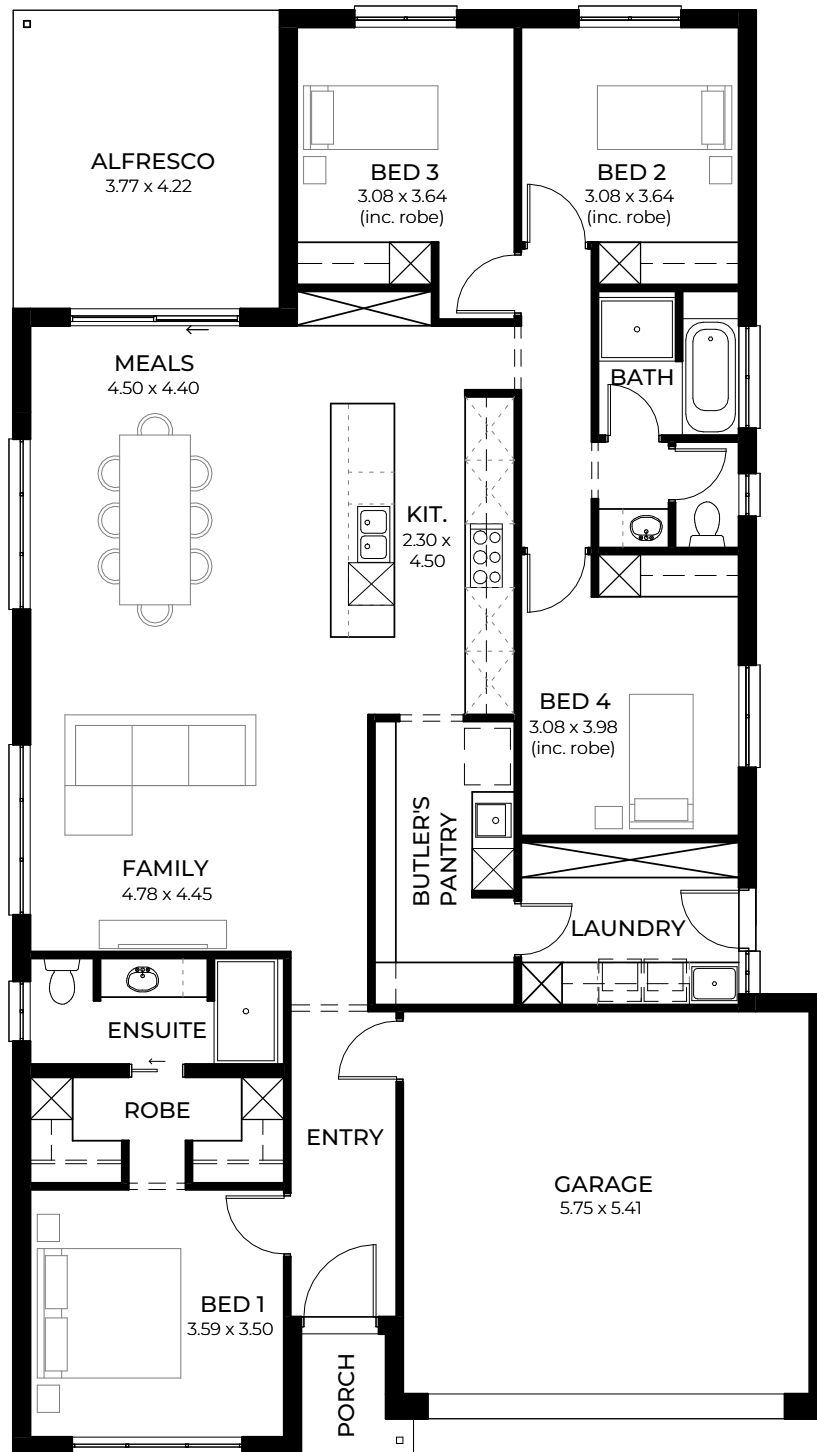 ALFRESCO
3.77 x 4.22
BED 3
3.08 x 3.64
(inc. robe)
BED 2
3.08 x 3.64
(inc. robe)
MEALS
4.50 x 4.40
BATH
KIT.
2.30 x
4.50
BED 4
3.08 x 3.98
(inc. robe)
BUTLER'S
PANTRY
FAMILY
4.78 x 4.45
LAUNDRY
ENSUITE
ROBE
ENTRY
GARAGE
5.75 x 5.41
BED 1
3.59 x 3.50
PORCH